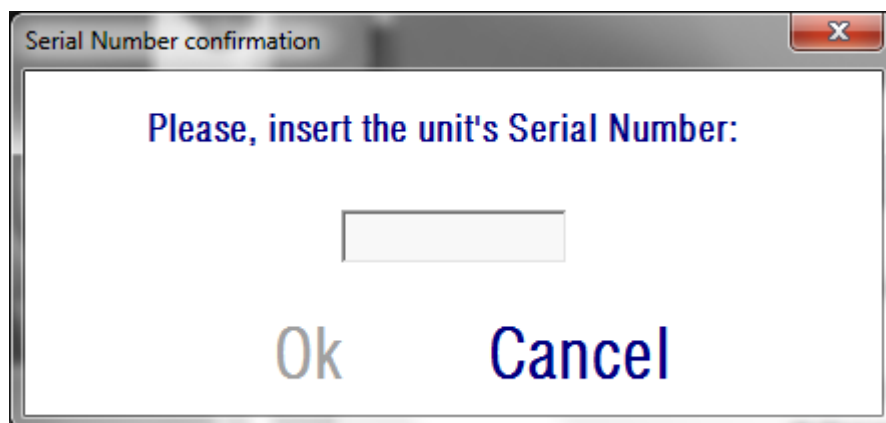 Serial Number confirmation
Please, insert the unit's Serial Number:
Ok
Cancel